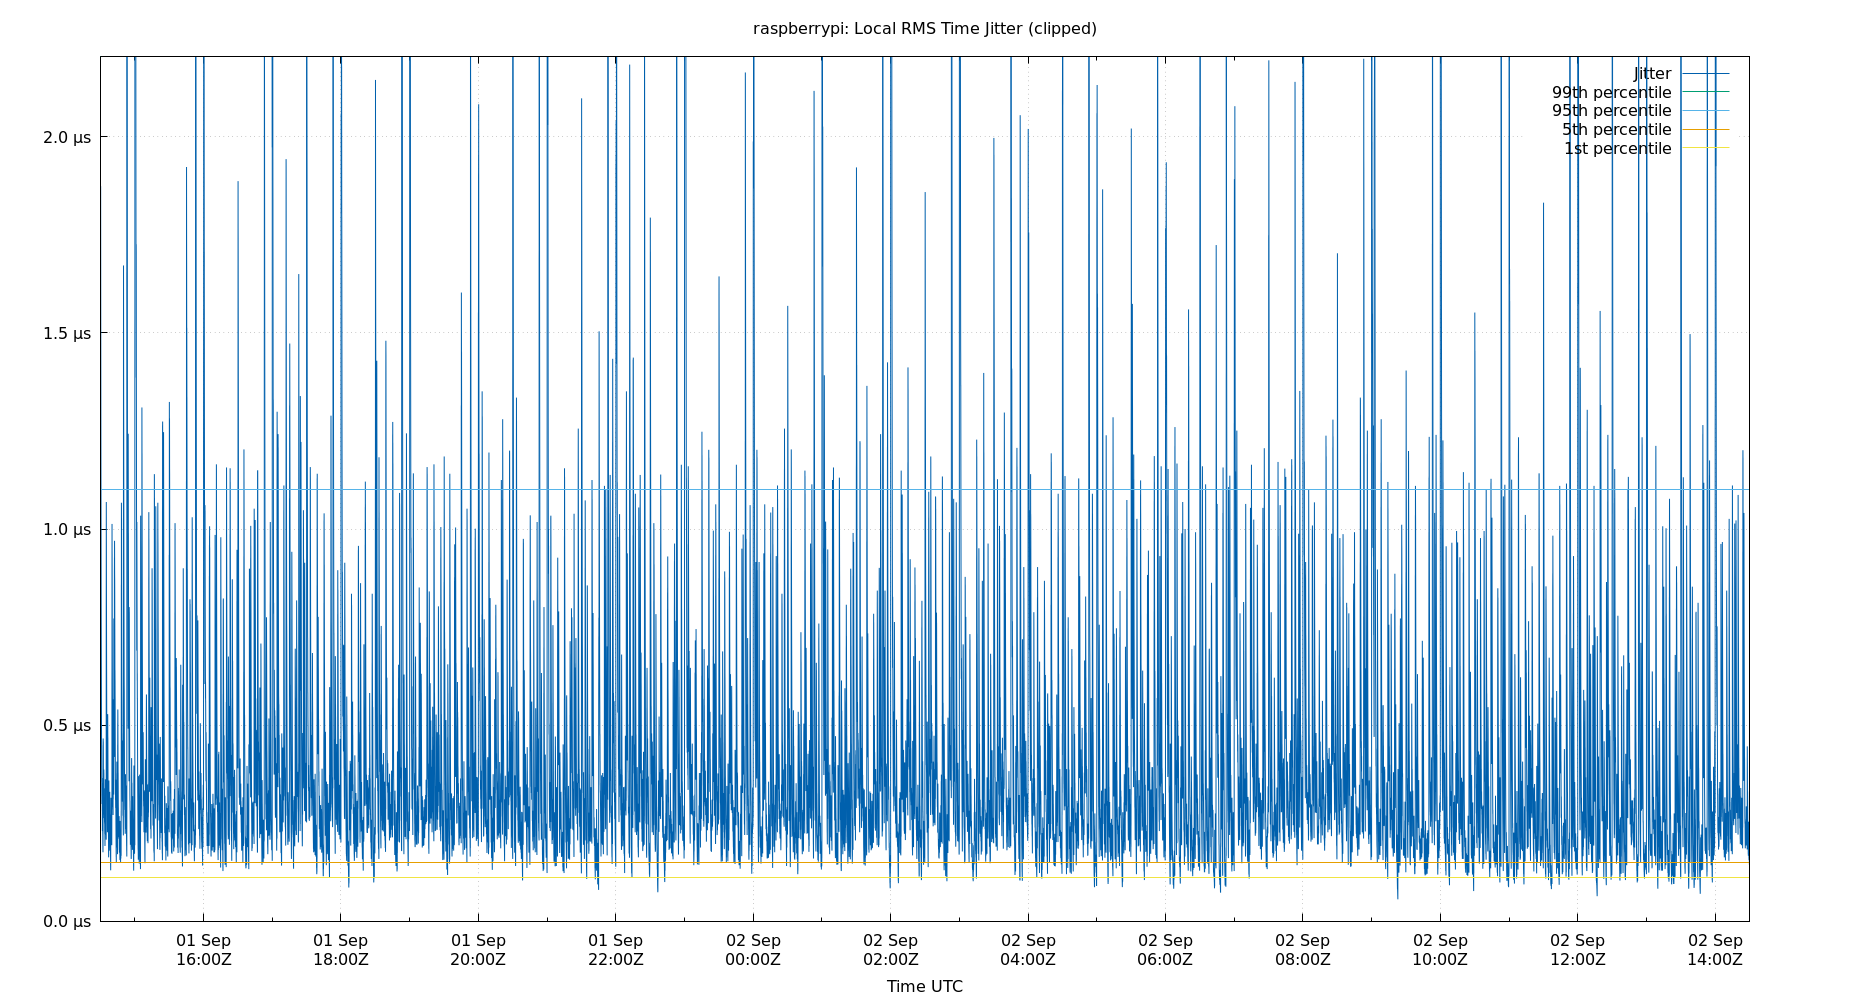 raspberrypi: Local RMS Time Jitter (clipped)
Jitter
99th percentile
95th percentile
5th percentile
1st percentile
2.0 µs
1.5 µs
1.0 µs
0.5 µs
0.0 µs
01 Sep 01 Sep 01 Sep 01 Sep 02 Sep 02 Sep 02 Sep 02 Sep 02 Sep 02 Sep 02 Sep 02 Sep
16:00Z 18:00Z 20:00Z 22:00Z 00:00Z 02:00Z 04:00Z 06:00Z 08:00Z 10:00Z 12:00Z 14:00Z
Time UTC